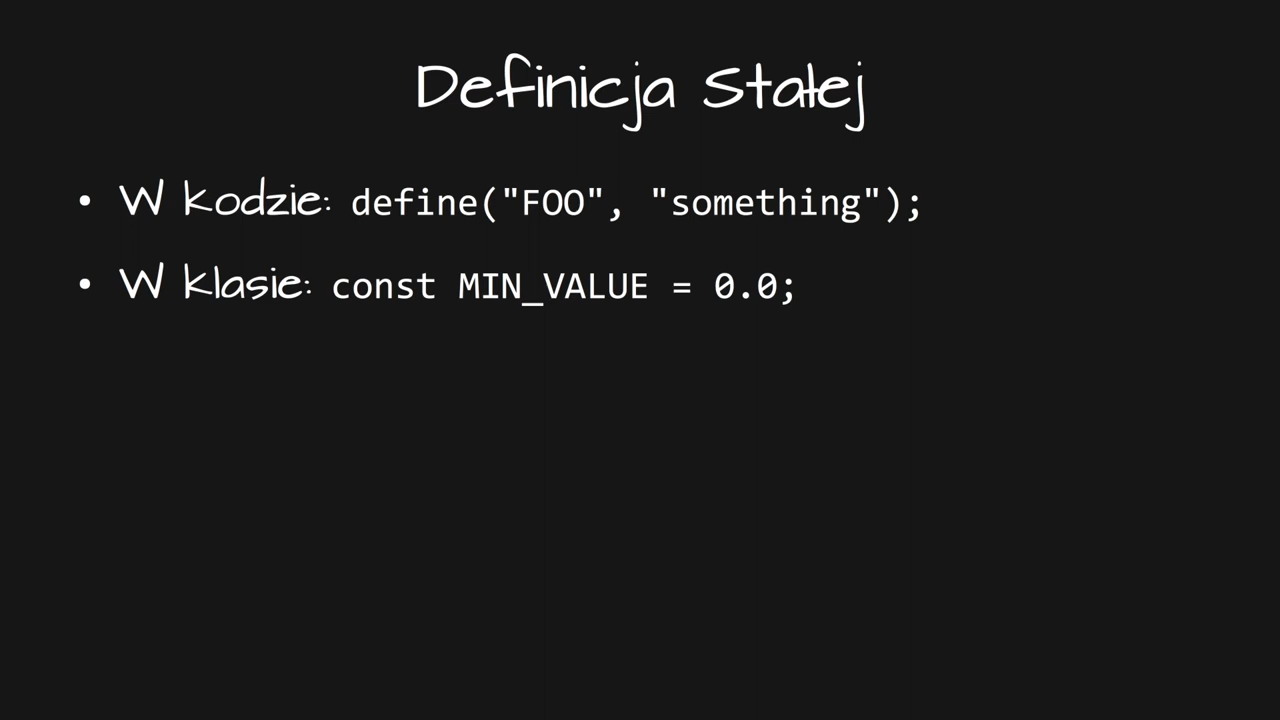 Definicja Stałej
• W kodzie: define("FOO", "something");
• W klasie: const MIN_VALUE = 0.0;